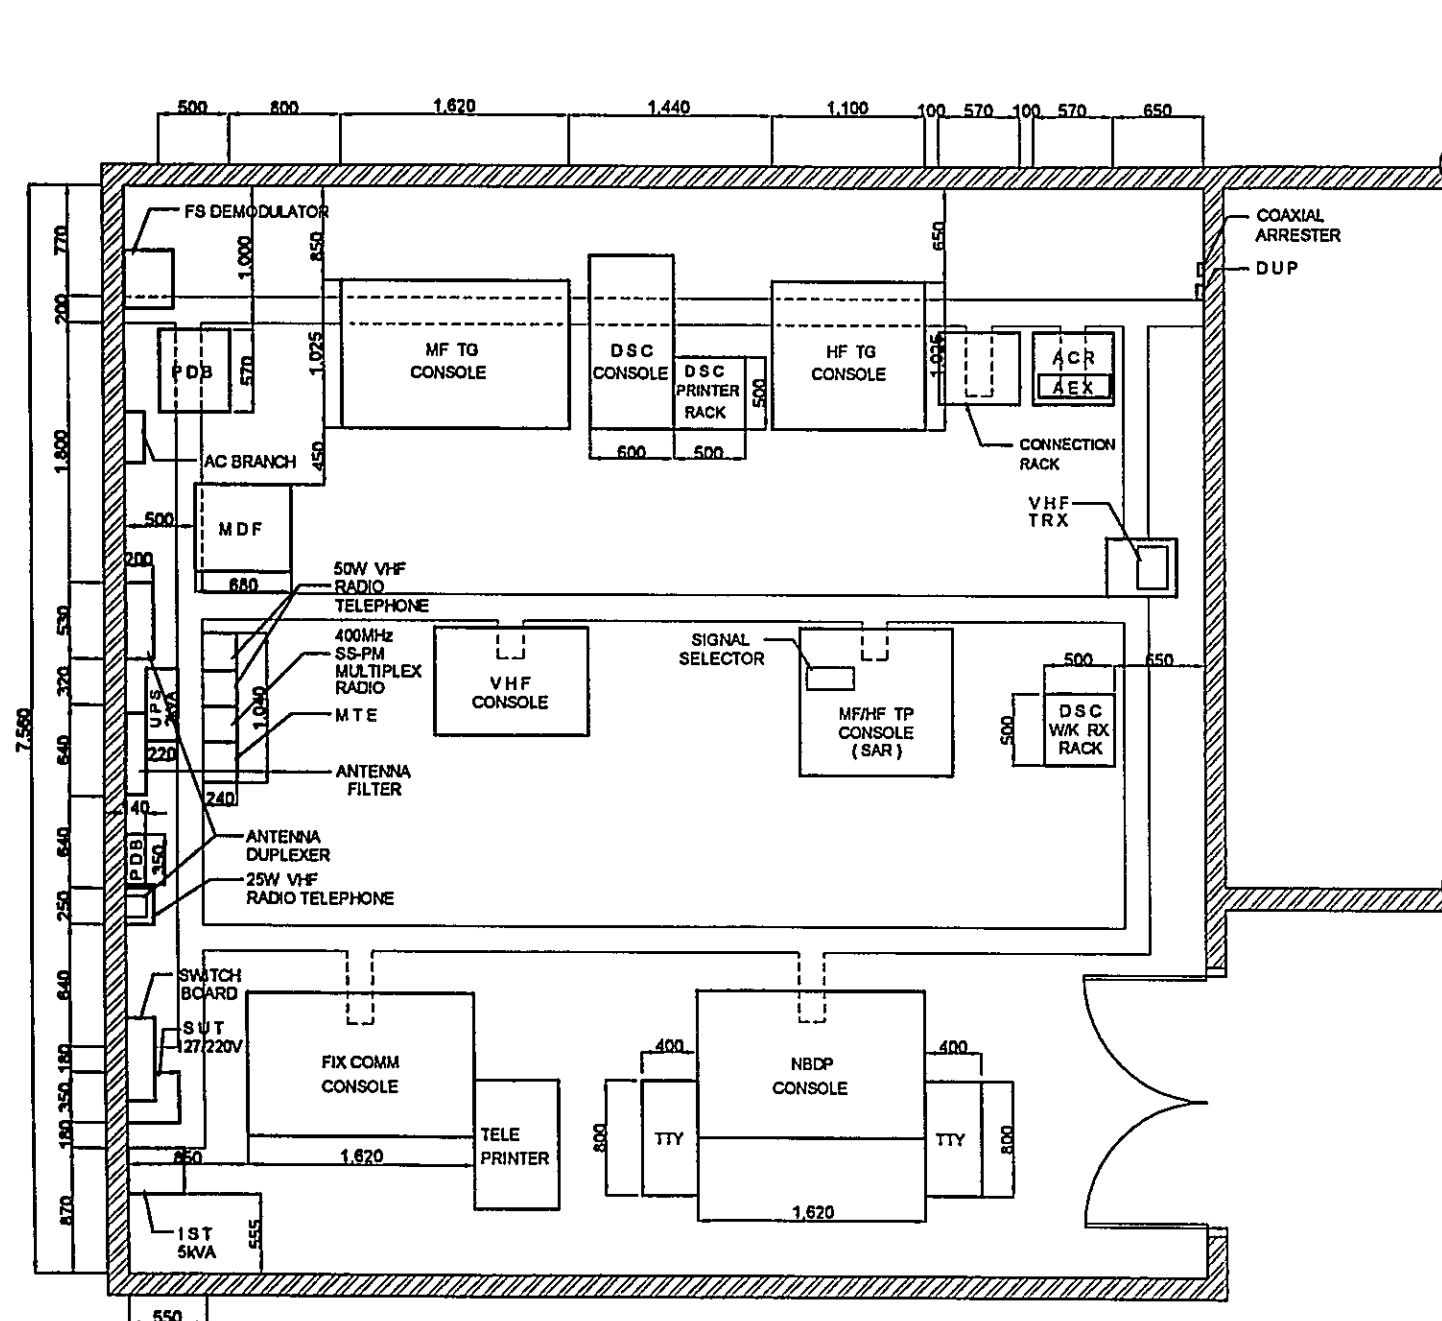 500 800 1,620 1,440 1,100 100 570 100 570 650
FS DEMODULATOR
COAXIAL
ARRESTER
DUP
770
1,000
850
650
200
1,025
1,025
MF TG
CONSOLE
DSC
CONSOLE
DSC
PRINTER
RACK
500
HF TG
CONSOLE
ACR
AEX
PDB
570
600 500
CONNECTION
RACK
1,800
AC BRANCH
450
500
MDF
VHF
TRX
200
680
50W VHF
RADIO
TELEPHONE
400MHz
SS-PM
MULTIPLEX
RADIO
MTE
ANTENNA
FILTER
530
320
640
7,560
UPS
2kVA
220
1,040
240
VHF
CONSOLE
SIGNAL
SELECTOR
MF/HF TP
CONSOLE
(SAR)
500 650
500
DSC
W/K RX
RACK
140
640
PDB
350
ANTENNA
DUPLEXER
25W VHF
RADIO TELEPHONE
250
640
SWITCH
BOARD
SUT
127/220V
180
350
180
FIX COMM
CONSOLE
TELE
PRINTER
850 1,620
400
NBDP
CONSOLE
400
800
TTY
TTY
800
1,620
870
1ST
5kVA
555
550